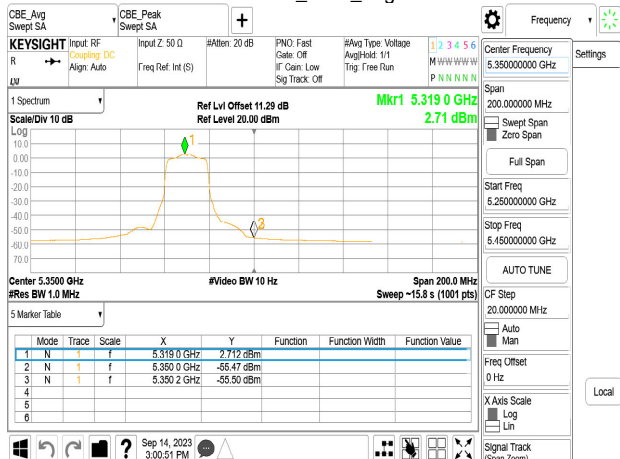 CBE_Avg
Swept SA
CBE_Peak
Swept SA
+
Frequency
KEYSIGHT
R
Input: RF
Coupling: DC
Align: Auto
Input Z: 50 Ω
Freq Ref: Int (S)
#Atten: 20 dB
PNO: Fast
Gate: Off
IF Gain: Low
Sig Track: Off
#Avg Type: Voltage
Avg|Hold: 1/1
Trig: Free Run
1 2 3 4 5 6
M W W W W W
P N N N N N
Center Frequency
5.350000000 GHz
Settings
Span
200.000000 MHz
Swept Span
Zero Span
Full Span
Start Freq
5.250000000 GHz
Stop Freq
5.450000000 GHz
AUTO TUNE
CF Step
20.000000 MHz
Auto
Man
Freq Offset
0 Hz
X Axis Scale
Log
Lin
Local
Signal Track
(Span Zoom)
1 Spectrum
Scale/Div 10 dB
Ref Lvl Offset 11.29 dB
Ref Level 20.00 dBm
Mkr1 5.319 0 GHz
2.71 dBm
Log
10.0
0.00
-10.0
-20.0
-30.0
-40.0
-50.0
-60.0
70.0
1
3
Center 5.3500 GHz
#Res BW 1.0 MHz
#Video BW 10 Hz
Span 200.0 MHz
Sweep ~15.8 s (1001 pts)
5 Marker Table
Mode Trace Scale X Y Function Function Width Function Value
1 N 1 f 5.319 0 GHz 2.712 dBm
2 N 1 f 5.350 0 GHz -55.47 dBm
3 N 1 f 5.350 2 GHz -55.50 dBm
4
5
6
?
Sep 14, 2023
3:00:51 PM